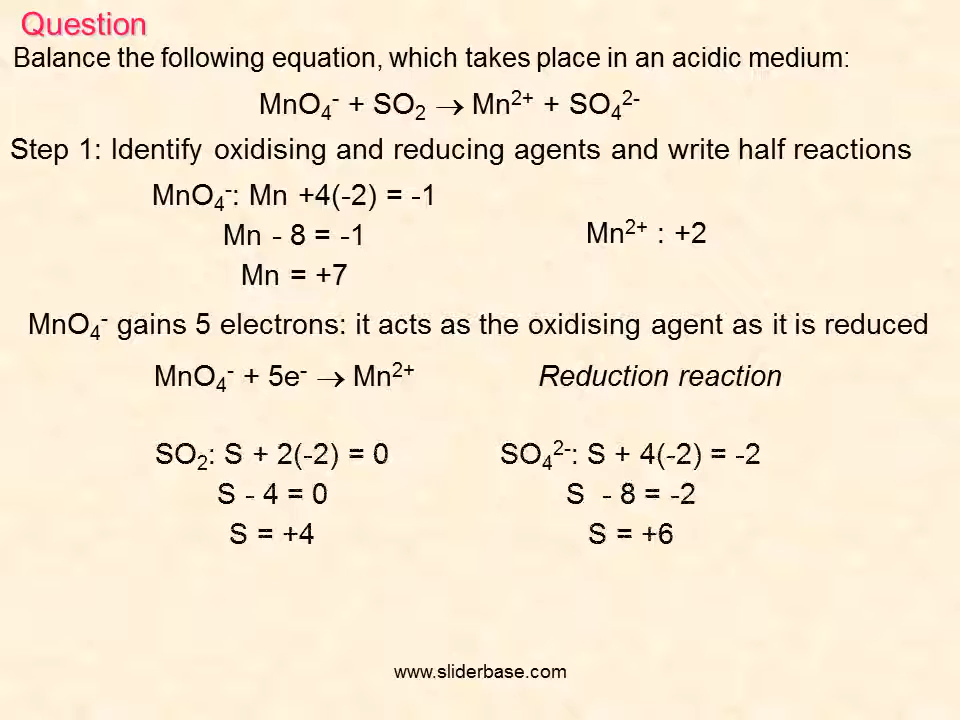 Question
Balance the following equation, which takes place in an acidic medium:
MnO₄⁻ + SO₂ → Mn²⁺ + SO₄²⁻
Step 1: Identify oxidising and reducing agents and write half reactions
MnO₄⁻: Mn +4(-2) = -1
Mn - 8 = -1
Mn²⁺ : +2
Mn = +7
MnO₄⁻ gains 5 electrons: it acts as the oxidising agent as it is reduced
MnO₄⁻ + 5e⁻ → Mn²⁺ Reduction reaction
SO₂: S + 2(-2) = 0 SO₄²⁻: S + 4(-2) = -2
S - 4 = 0 S - 8 = -2
S = +4 S = +6
www.sliderbase.com